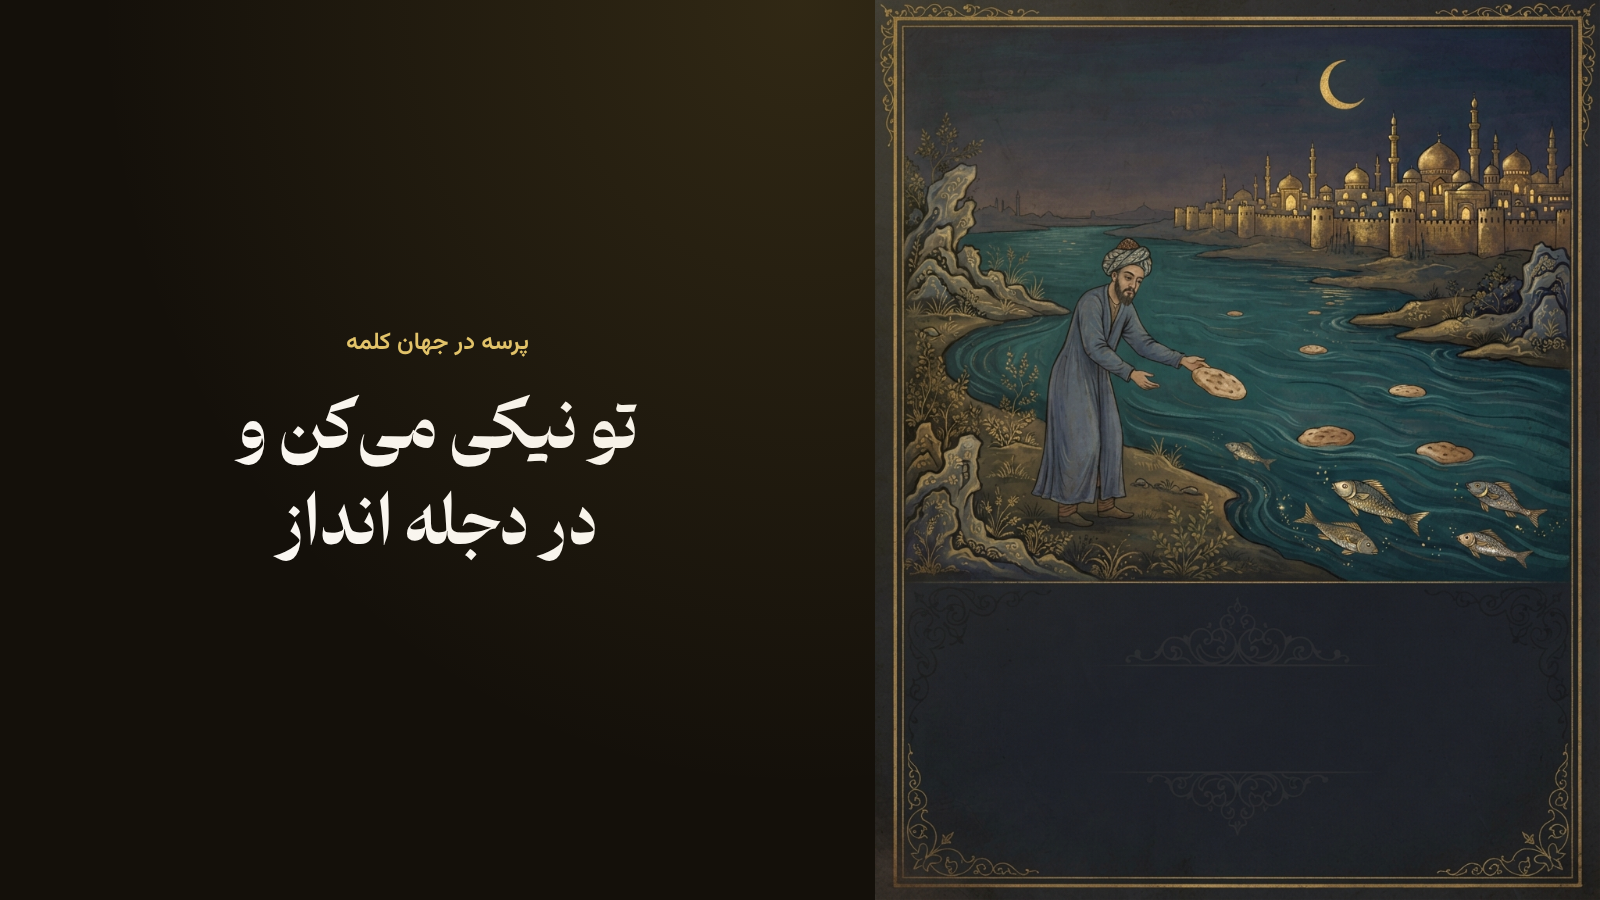 پرسه در جهان کلمه
تو نیکی می‌کن و
در دجله انداز